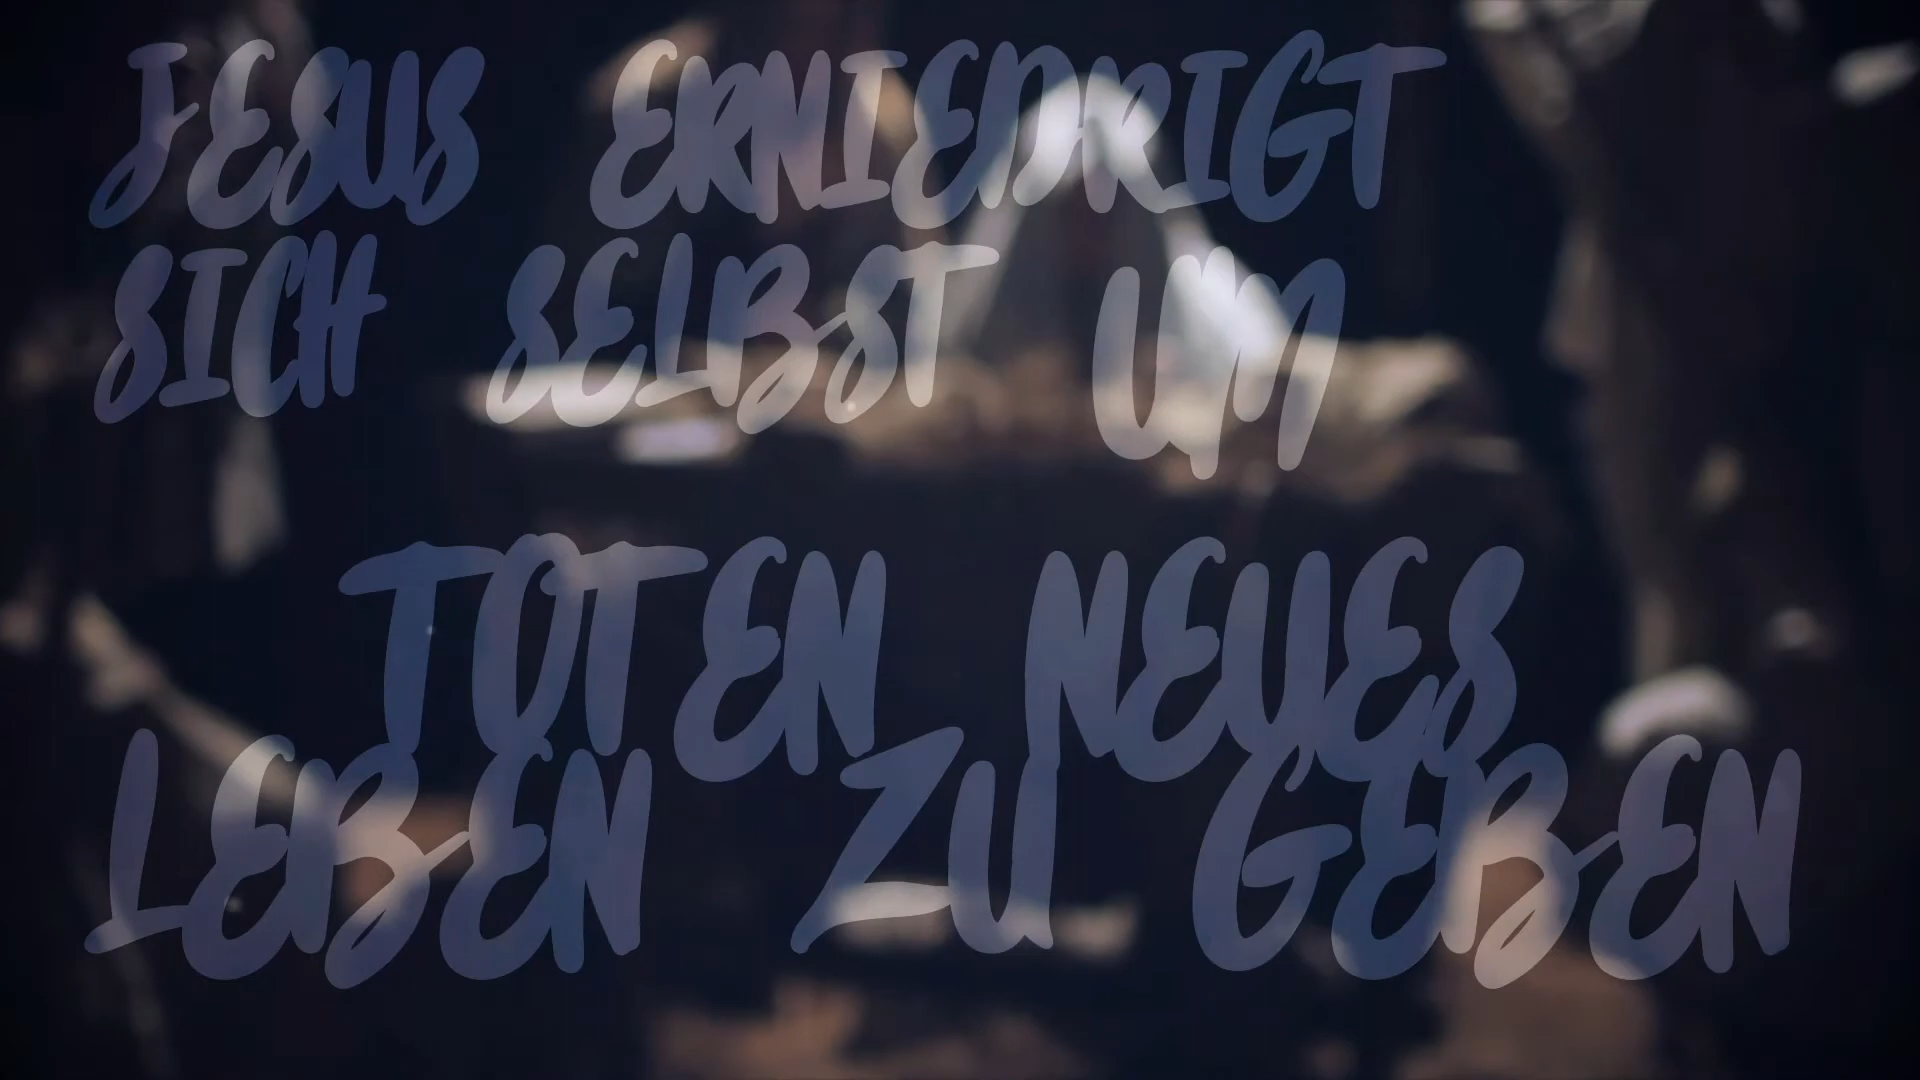 JESUS ERNIEDRIGT
SICH SELBST UM
TOTEN NEUES
LEBEN ZU GEBEN